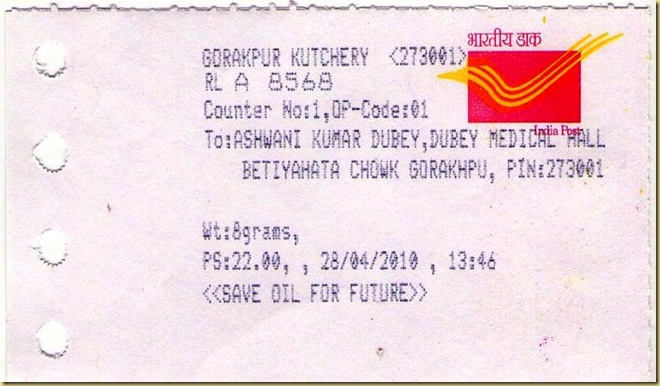 भारतीय डाक
GORAKPUR KUTCHERY <273001>
RL A 8568
Counter No:1,OP-Code:01
India Post
To:ASHWANI KUMAR DUBEY,DUBEY MEDICAL HALL
BETIYAHATA CHOWK GORAKHPU, PIN:273001
Wt:8grams,
PS:22.00, , 28/04/2010 , 13:46
<<SAVE OIL FOR FUTURE>>